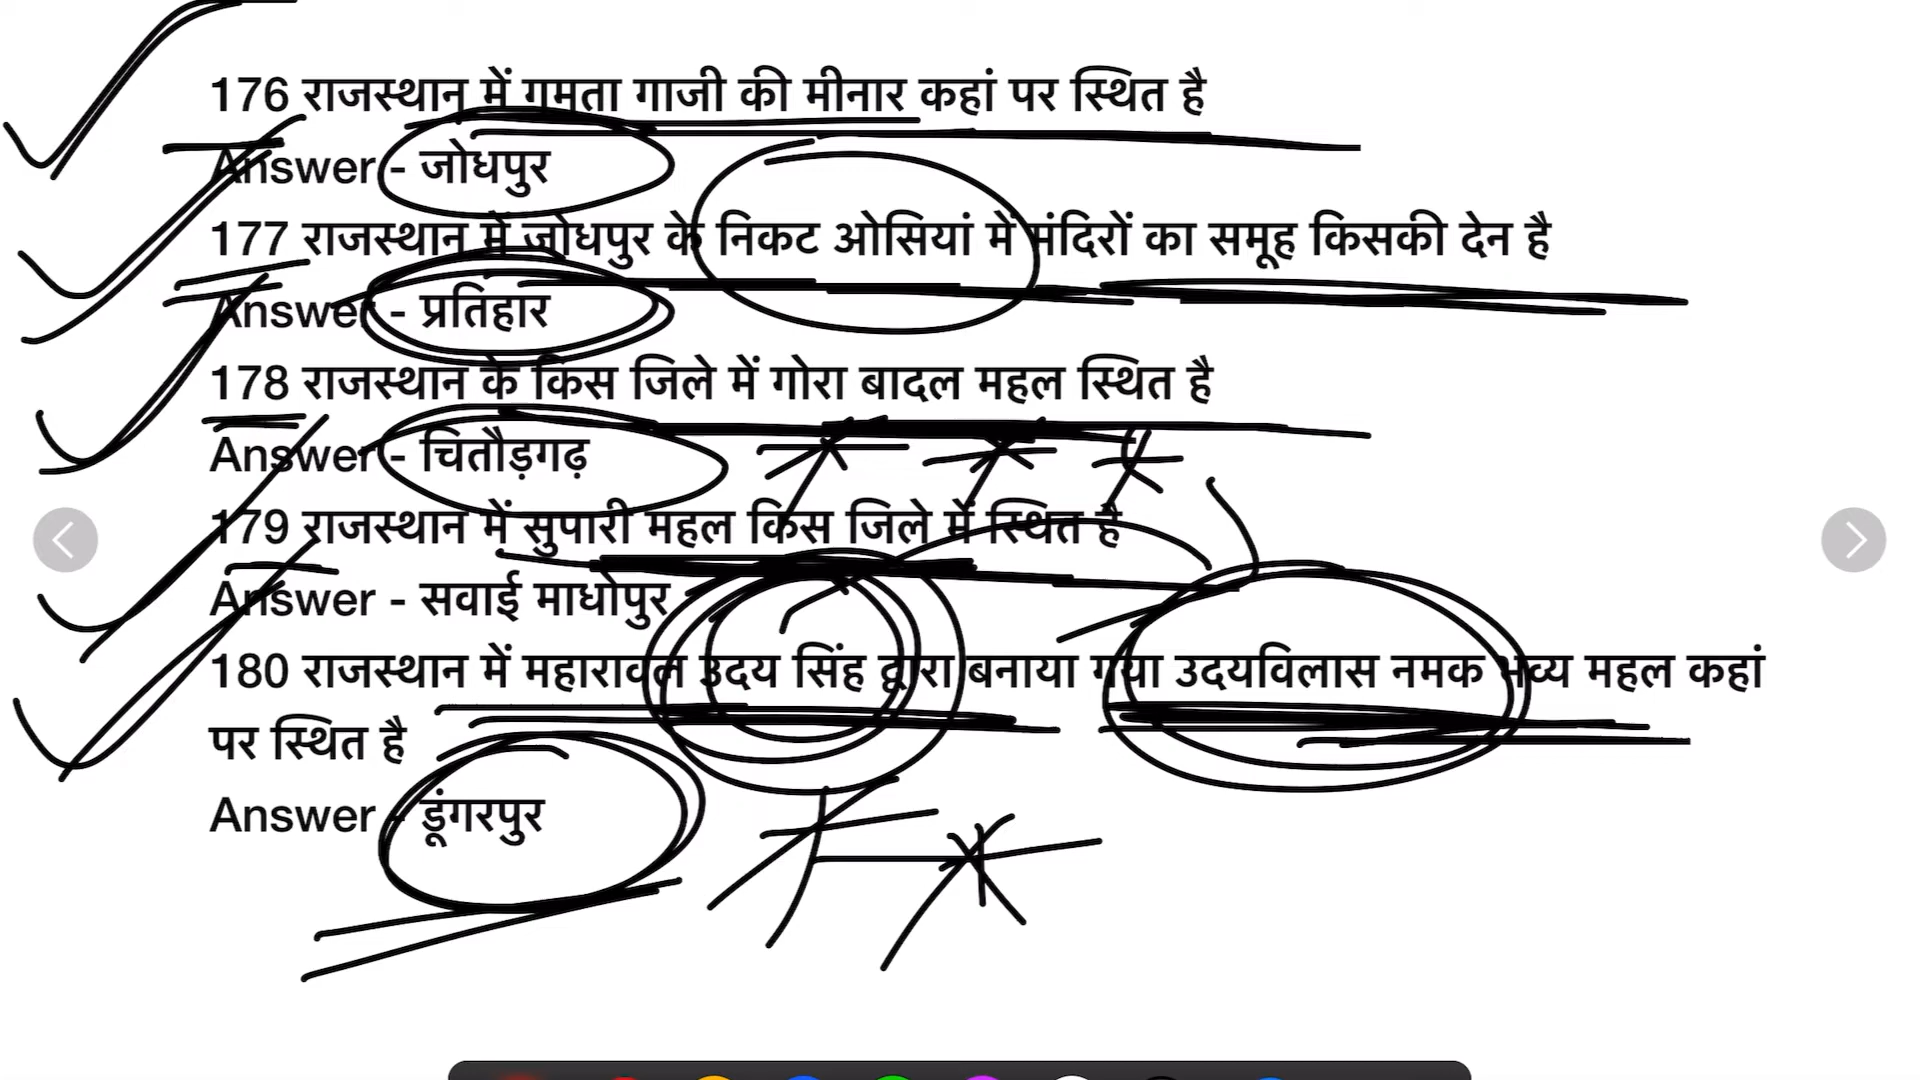 176 राजस्थान में गमता गाजी की मीनार कहां पर स्थित है
Answer - जोधपुर
177 राजस्थान में जोधपुर के निकट ओसियां में मंदिरों का समूह किसकी देन है
Answer - प्रतिहार
178 राजस्थान के किस जिले में गोरा बादल महल स्थित है
Answer - चितौड़गढ़
179 राजस्थान में सुपारी महल किस जिले में स्थित है
Answer - सवाई माधोपुर
180 राजस्थान में महारावल उदय सिंह द्वारा बनाया गया उदयविलास नमक भव्य महल कहां
पर स्थित है
Answer - डूंगरपुर